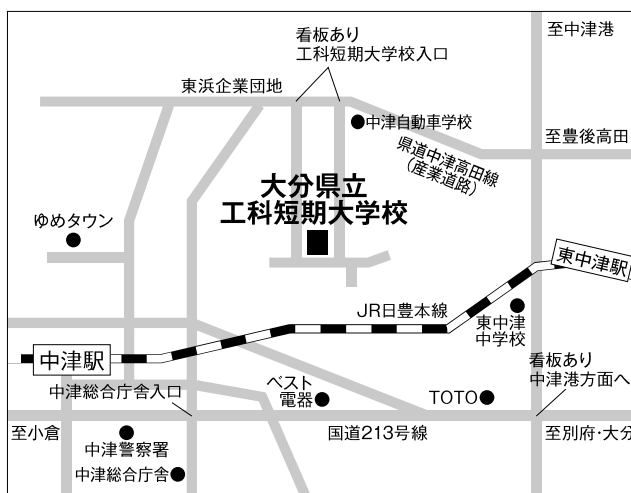 至中津港
看板あり
工科短期大学校入口
東浜企業団地
中津自動車学校
至豊後高田
県道中津高田線
(産業道路)
大分県立
工科短期大学校
ゆめタウン
東中津駅
JR日豊本線
東中津
中学校
中津駅
看板あり
中津港方面へ
中津総合庁舎入口
ベスト
電器
TOTO
至小倉
国道213号線
至別府・大分
中津警察署
中津総合庁舎